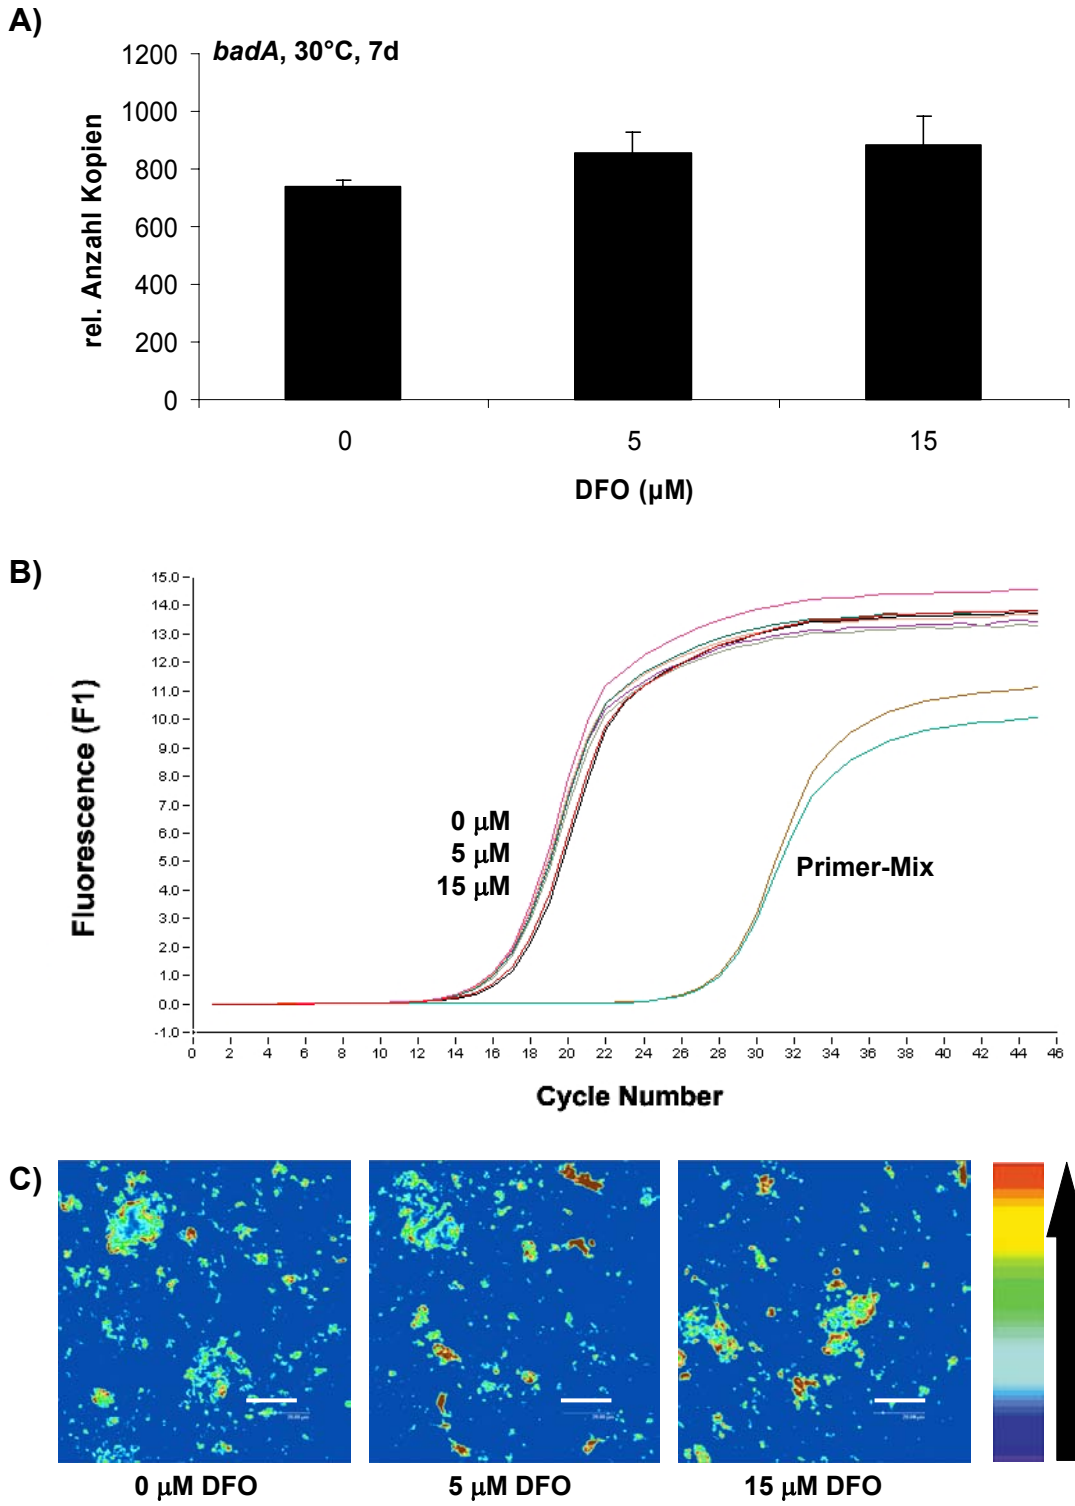 A)
badA, 30°C, 7d
1200
1000
800
600
400
200
0
rel. Anzahl Kopien
0 5 15
DFO (µM)
B)
15.0
14.0
13.0
12.0
11.0
10.0
9.0
8.0
7.0
6.0
5.0
4.0
3.0
2.0
1.0
0.0
-1.0
Fluorescence (F1)
0 µM
5 µM
15 µM
Primer-Mix
0 2 4 6 8 10 12 14 16 18 20 22 24 26 28 30 32 34 36 38 40 42 44 46
Cycle Number
C)
0 µM DFO 5 µM DFO 15 µM DFO